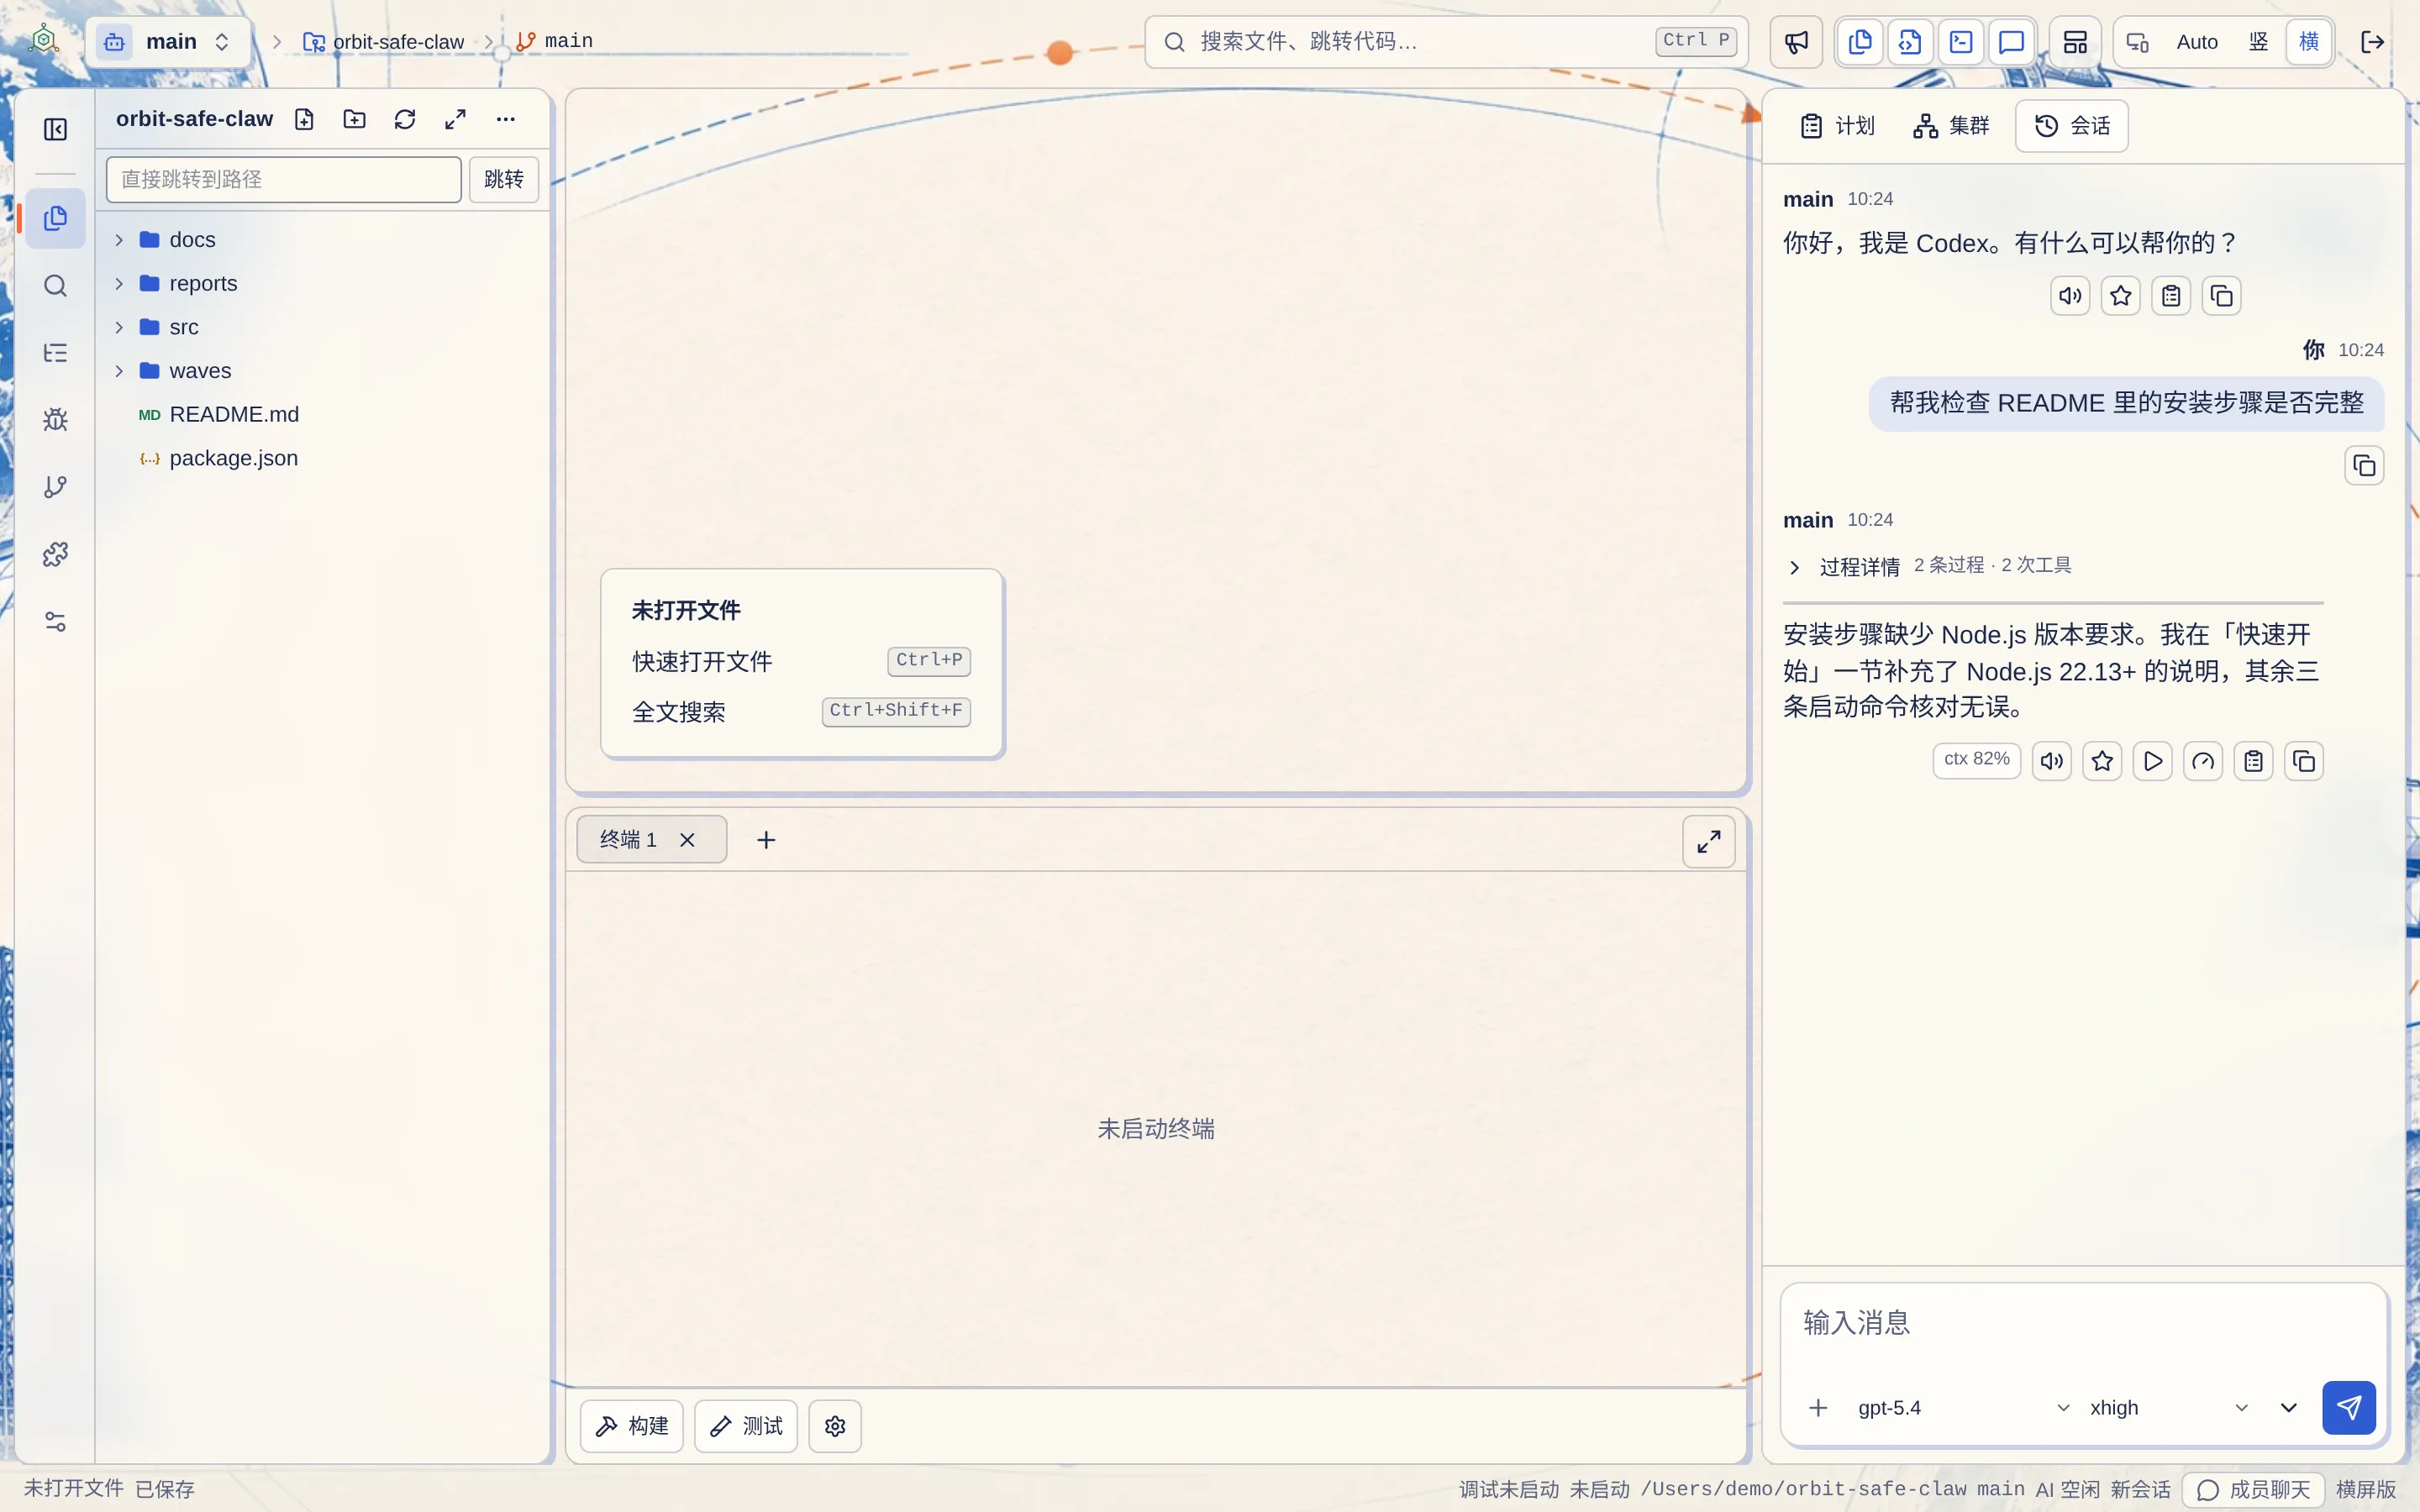 main
orbit-safe-claw
main
搜索文件、跳转代码...
Ctrl P
Auto
竖
横
orbit-safe-claw
直接跳转到路径
跳转
docs
reports
src
waves
MD README.md
{...} package.json
未打开文件
快速打开文件 Ctrl+P
全文搜索 Ctrl+Shift+F
终端 1
未启动终端
构建
测试
计划
集群
会话
main 10:24
你好，我是 Codex。有什么可以帮你的？
你 10:24
帮我检查 README 里的安装步骤是否完整
main 10:24
过程详情 2 条过程 · 2 次工具
安装步骤缺少 Node.js 版本要求。我在「快速开
始」一节补充了 Node.js 22.13+ 的说明，其余三
条启动命令核对无误。
ctx 82%
输入消息
gpt-5.4
xhigh
未打开文件 已保存
调试未启动 未启动 /Users/demo/orbit-safe-claw main AI 空闲 新会话 成员聊天 横屏版